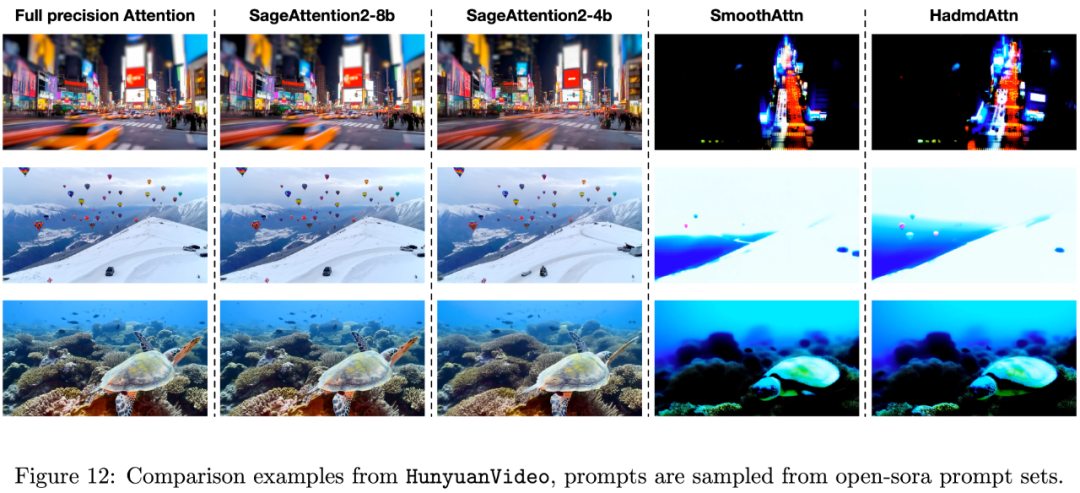 Full precision Attention SageAttention2-8b SageAttention2-4b SmoothAttn HadmdAttn
Figure 12: Comparison examples from HunyuanVideo, prompts are sampled from open-sora prompt sets.